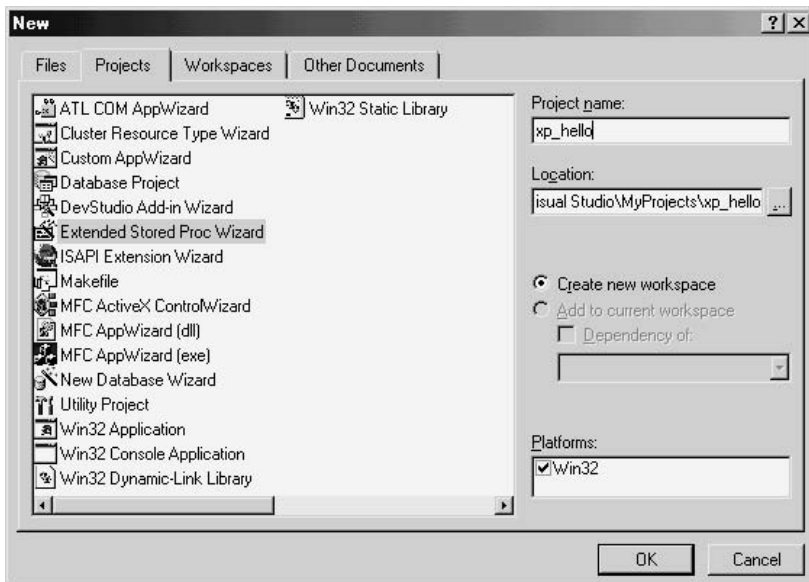 New
Files
Projects
Workspaces
Other Documents
ATL COM AppWizard
Cluster Resource Type Wizard
Custom AppWizard
Database Project
DevStudio Add-in Wizard
Extended Stored Proc Wizard
ISAPI Extension Wizard
Makefile
MFC ActiveX ControlWizard
MFC AppWizard (dll)
MFC AppWizard (exe)
New Database Wizard
Utility Project
Win32 Application
Win32 Console Application
Win32 Dynamic-Link Library
Win32 Static Library
Project name:
xp_hello
Location:
isual Studio\MyProjects\xp_hello
...
Create new workspace
Add to current workspace
Dependency of:
Platforms:
Win32
OK
Cancel